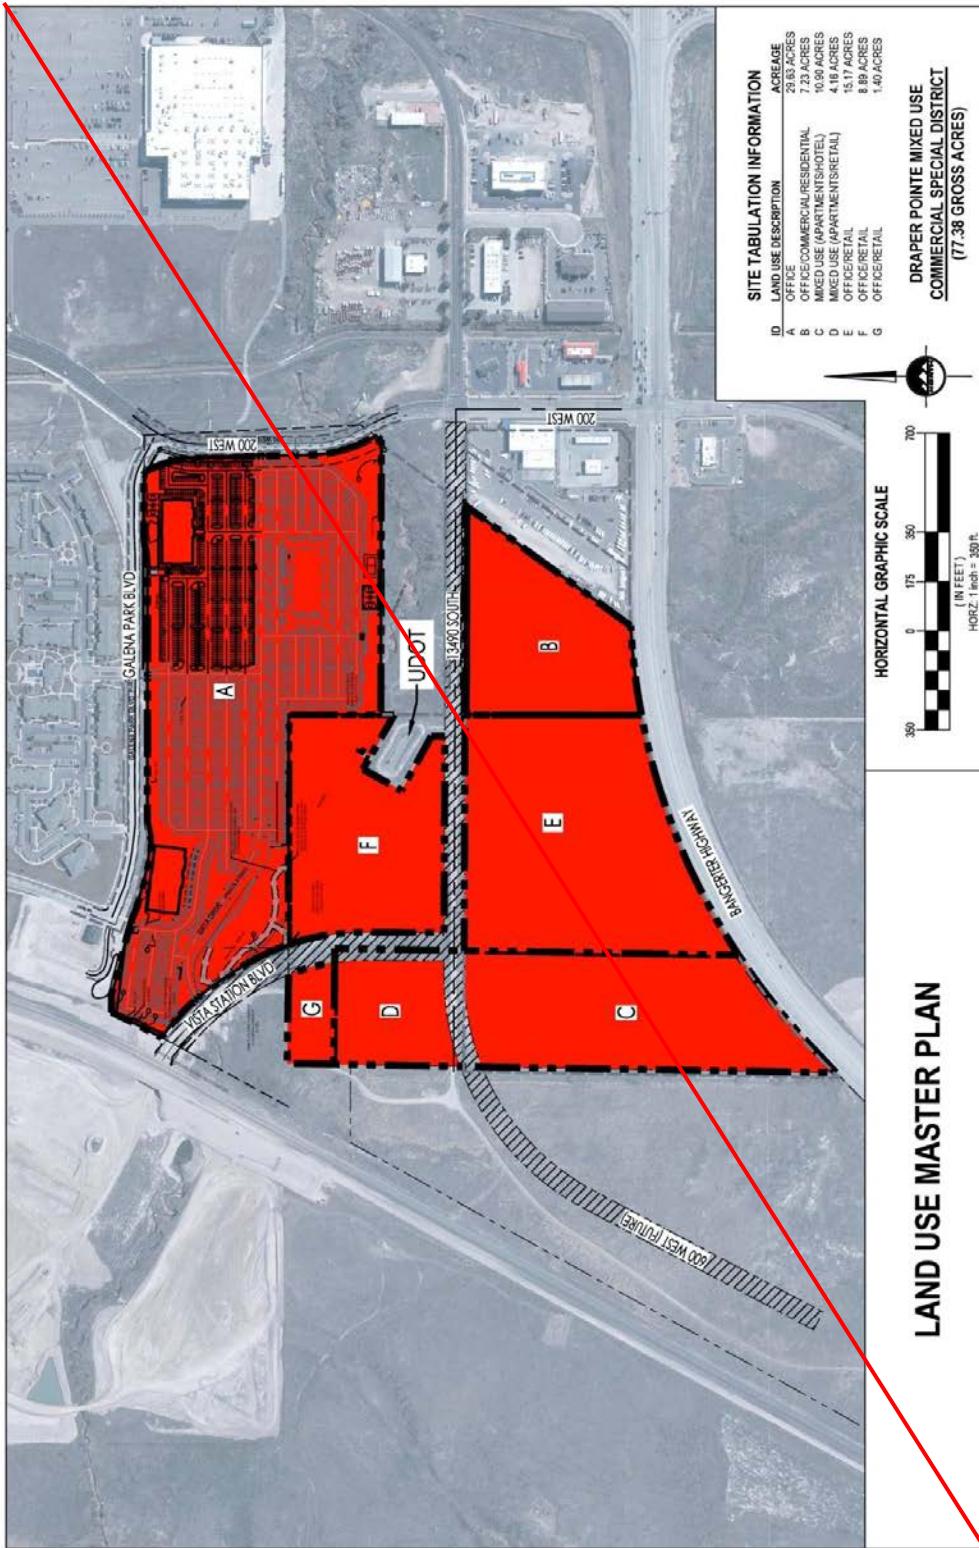 GALENA PARK BLVD
200 WEST
A
UDOT
13490 SOUTH
B
F
E
VISTA STATION BLVD
G
D
C
BANGERTER HIGHWAY
200 WEST
600 WEST (FUTURE)
SITE TABULATION INFORMATION
ID LAND USE DESCRIPTION ACREAGE
A OFFICE 29.63 ACRES
B OFFICE/COMMERCIAL/RESIDENTIAL 7.23 ACRES
C MIXED USE (APARTMENTS/HOTEL) 10.90 ACRES
D MIXED USE (APARTMENTS/RETAIL) 4.16 ACRES
E OFFICE/RETAIL 15.17 ACRES
F OFFICE/RETAIL 8.89 ACRES
G OFFICE/RETAIL 1.40 ACRES
DRAPER POINTE MIXED USE
COMMERCIAL SPECIAL DISTRICT
(77.38 GROSS ACRES)
HORIZONTAL GRAPHIC SCALE
350 0 175 350 700
( IN FEET )
HORZ. 1 inch = 350 ft.
LAND USE MASTER PLAN